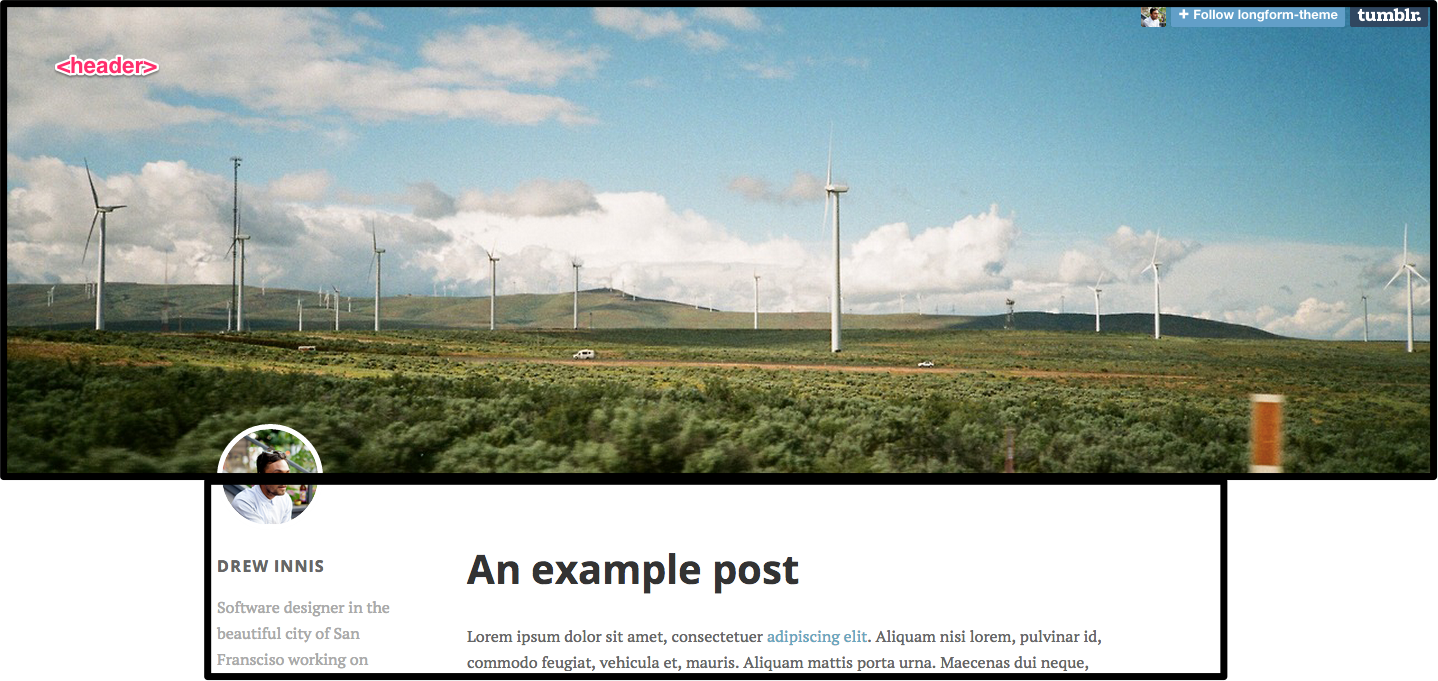 + Follow longform-theme
tumblr.
<header>
DREW INNIS
Software designer in the
beautiful city of San
Fransciso working on
An example post
Lorem ipsum dolor sit amet, consectetuer adipiscing elit. Aliquam nisi lorem, pulvinar id,
commodo feugiat, vehicula et, mauris. Aliquam mattis porta urna. Maecenas dui neque,